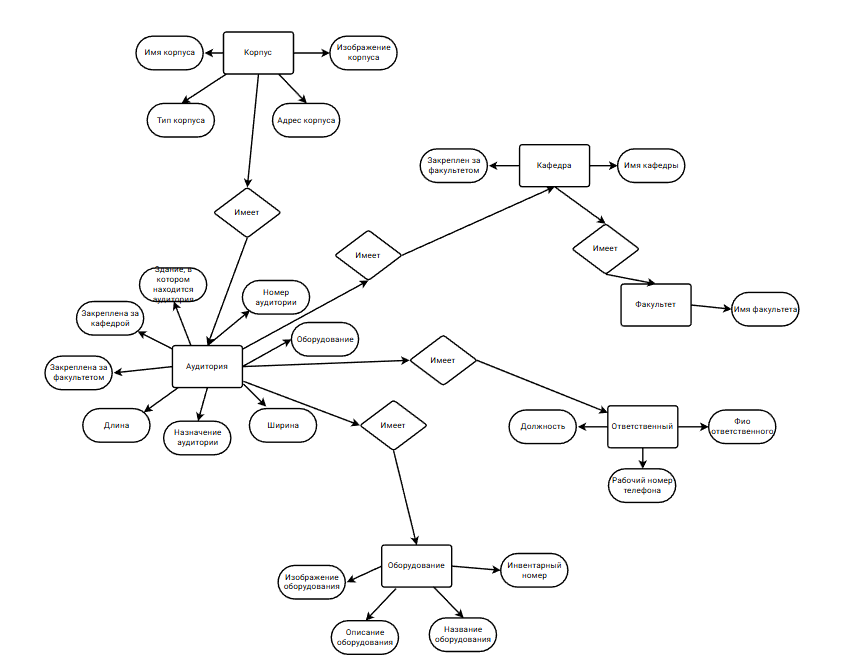 Имя корпуса
Корпус
Изображение
корпуса
Тип корпуса
Адрес корпуса
Закреплен за
факультетом
Кафедра
Имя кафедры
Имеет
Имеет
Имеет
Здание, в
котором
находится
аудитория
Номер
аудитории
Факультет
Имя факультета
Закреплена за
кафедрой
Оборудование
Закреплена за
факультетом
Аудитория
Имеет
Длина
Назначение
аудитории
Ширина
Имеет
Должность
Ответственный
Фио
ответственного
Рабочий номер
телефона
Изображение
оборудования
Оборудование
Инвентарный
номер
Описание
оборудования
Название
оборудования